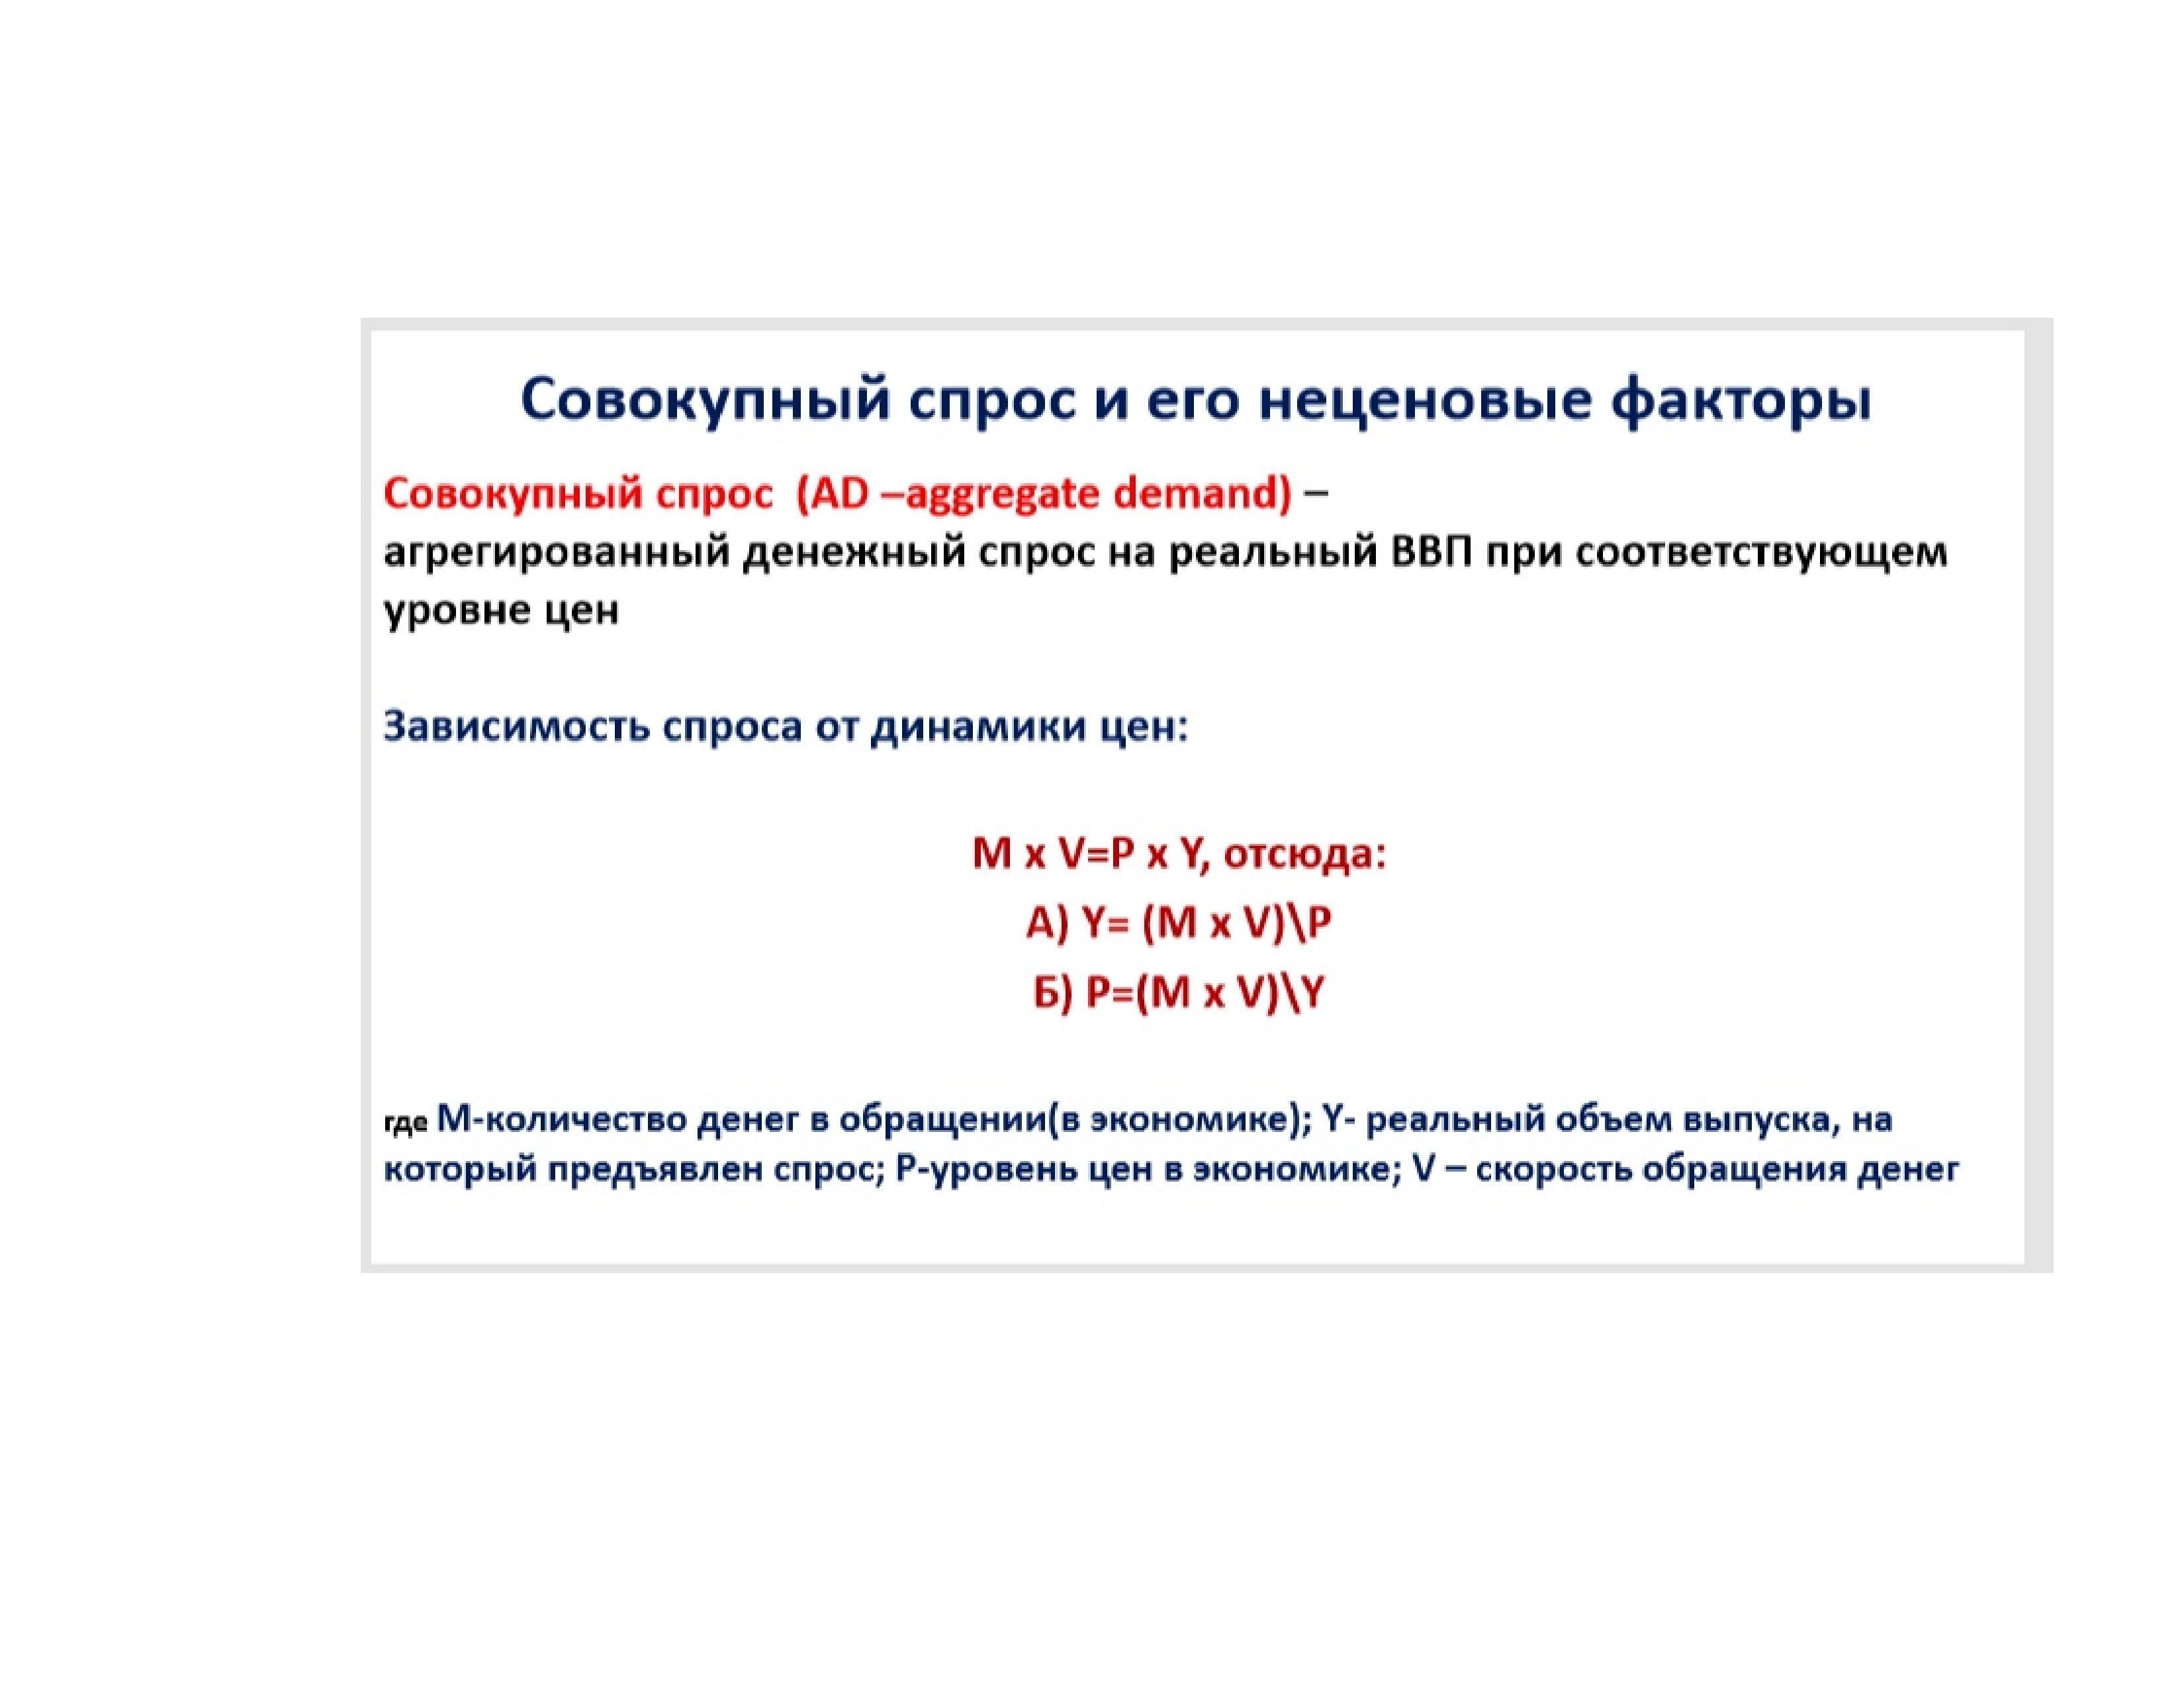 Совокупный спрос и его неценовые факторы
Совокупный спрос (AD –aggregate demand) –
агрегированный денежный спрос на реальный ВВП при соответствующем
уровне цен
Зависимость спроса от динамики цен:
M x V=P x Y, отсюда:
А) Y= (M x V)\P
Б) P=(M x V)\Y
где М-количество денег в обращении(в экономике); Y- реальный объем выпуска, на
который предъявлен спрос; Р-уровень цен в экономике; V – скорость обращения денег